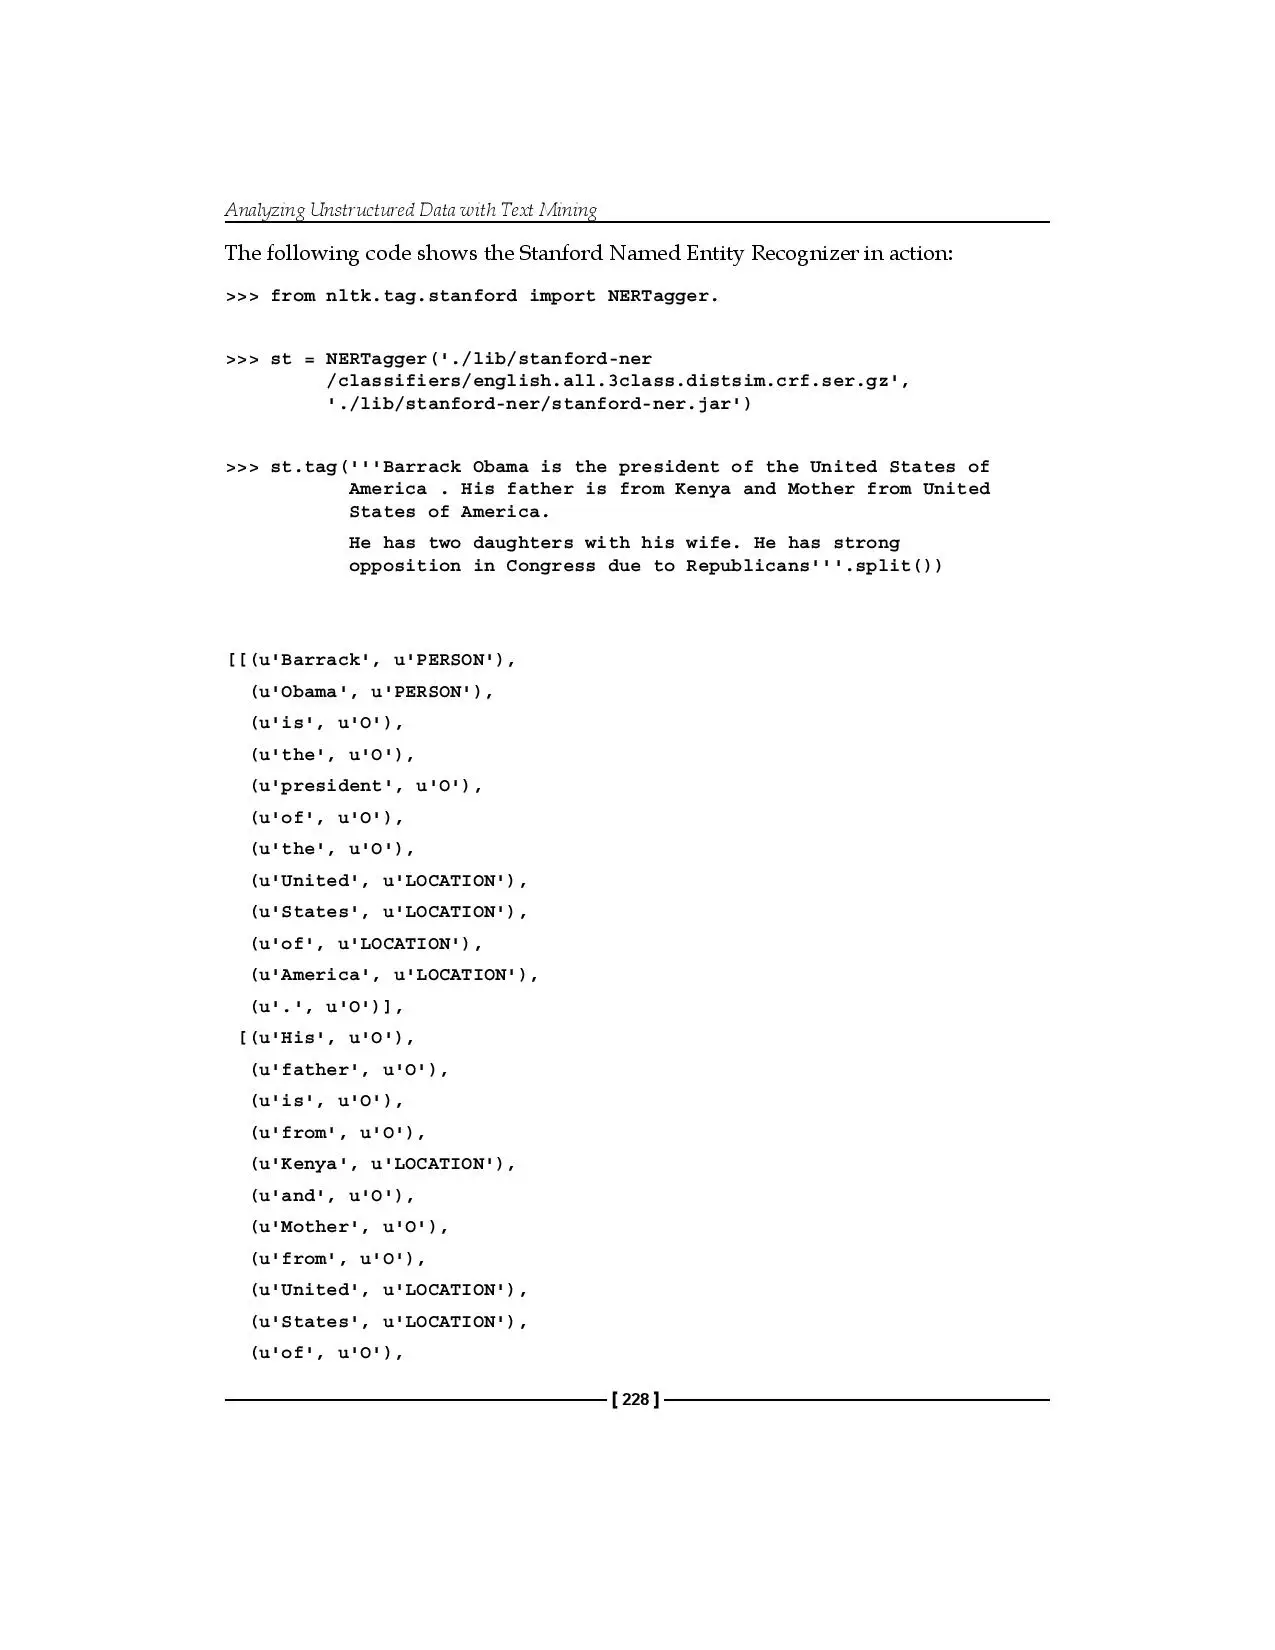 Analyzing Unstructured Data with Text Mining
The following code shows the Stanford Named Entity Recognizer in action:
>>> from nltk.tag.stanford import NERTagger.
>>> st = NERTagger('./lib/stanford-ner
/classifiers/english.all.3class.distsim.crf.ser.gz',
'./lib/stanford-ner/stanford-ner.jar')
>>> st.tag('''Barrack Obama is the president of the United States of
America . His father is from Kenya and Mother from United
States of America.
He has two daughters with his wife. He has strong
opposition in Congress due to Republicans'''.split())
[[(u'Barrack', u'PERSON'),
(u'Obama', u'PERSON'),
(u'is', u'O'),
(u'the', u'O'),
(u'president', u'O'),
(u'of', u'O'),
(u'the', u'O'),
(u'United', u'LOCATION'),
(u'States', u'LOCATION'),
(u'of', u'LOCATION'),
(u'America', u'LOCATION'),
(u'.', u'O')],
[(u'His', u'O'),
(u'father', u'O'),
(u'is', u'O'),
(u'from', u'O'),
(u'Kenya', u'LOCATION'),
(u'and', u'O'),
(u'Mother', u'O'),
(u'from', u'O'),
(u'United', u'LOCATION'),
(u'States', u'LOCATION'),
(u'of', u'O'),
[ 228 ]